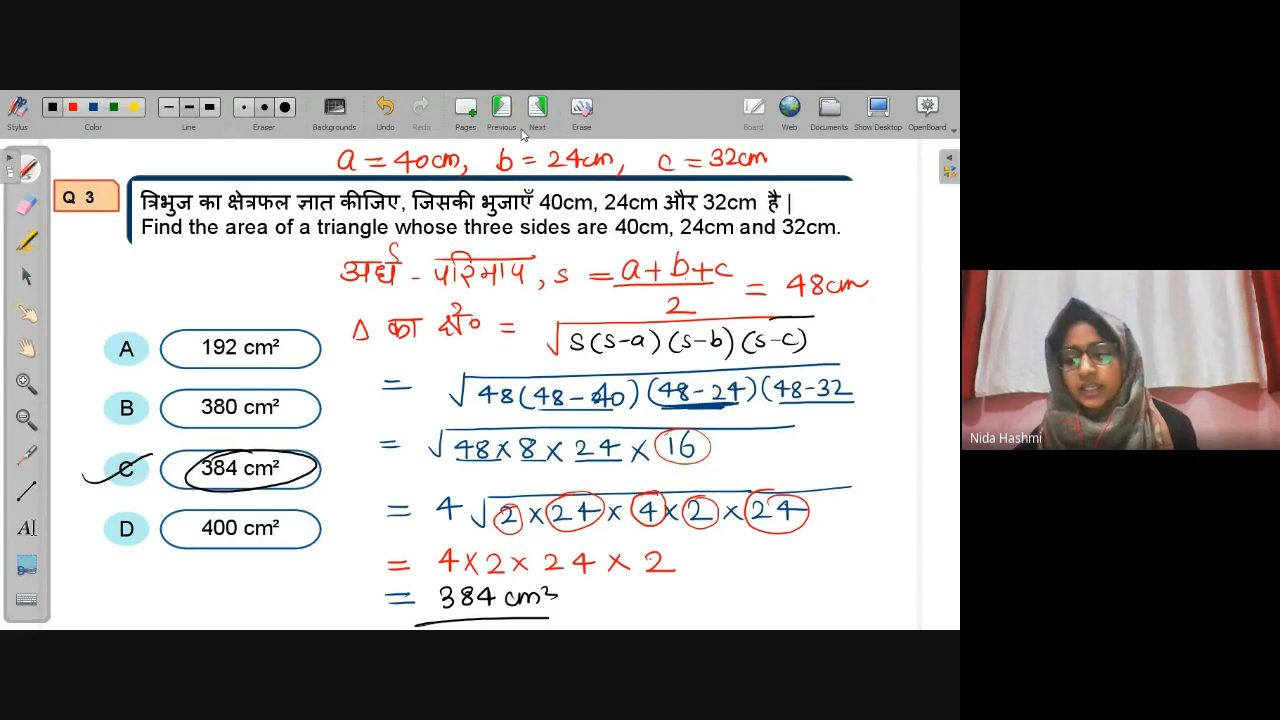 Stylus Color Line Eraser Backgrounds Undo Redo Pages Previous Next Erase Board Web Documents Show Desktop OpenBoard
a = 40cm, b = 24cm, c = 32cm
Q 3
त्रिभुज का क्षेत्रफल ज्ञात कीजिए, जिसकी भुजाएँ 40cm, 24cm और 32cm है |
Find the area of a triangle whose three sides are 40cm, 24cm and 32cm.
अर्ध - परिमाप, s = a+b+c / 2 = 48cm
Δ का क्षे० = √s(s-a)(s-b)(s-c)
A 192 cm²
= √48(48-40)(48-24)(48-32
B 380 cm²
= √48×8×24×16
C 384 cm²
= 4√2×24×4×2×24
D 400 cm²
= 4×2×24×2
= 384 cm²
Nida Hashmi
AI